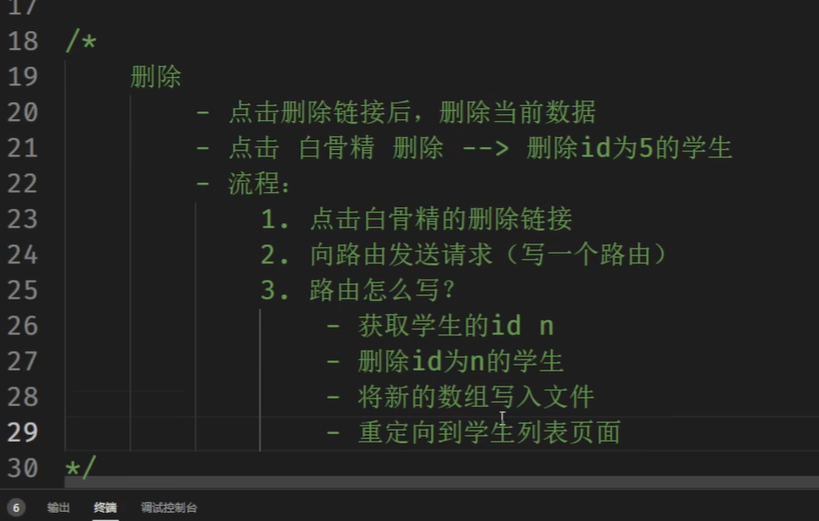 17
18 /*
19 删除
20 - 点击删除链接后，删除当前数据
21 - 点击 白骨精 删除 --> 删除id为5的学生
22 - 流程：
23 1. 点击白骨精的删除链接
24 2. 向路由发送请求（写一个路由）
25 3. 路由怎么写？
26 - 获取学生的id n
27 - 删除id为n的学生
28 - 将新的数组写入文件
29 - 重定向到学生列表页面
30 */
6 输出 终端 调试控制台